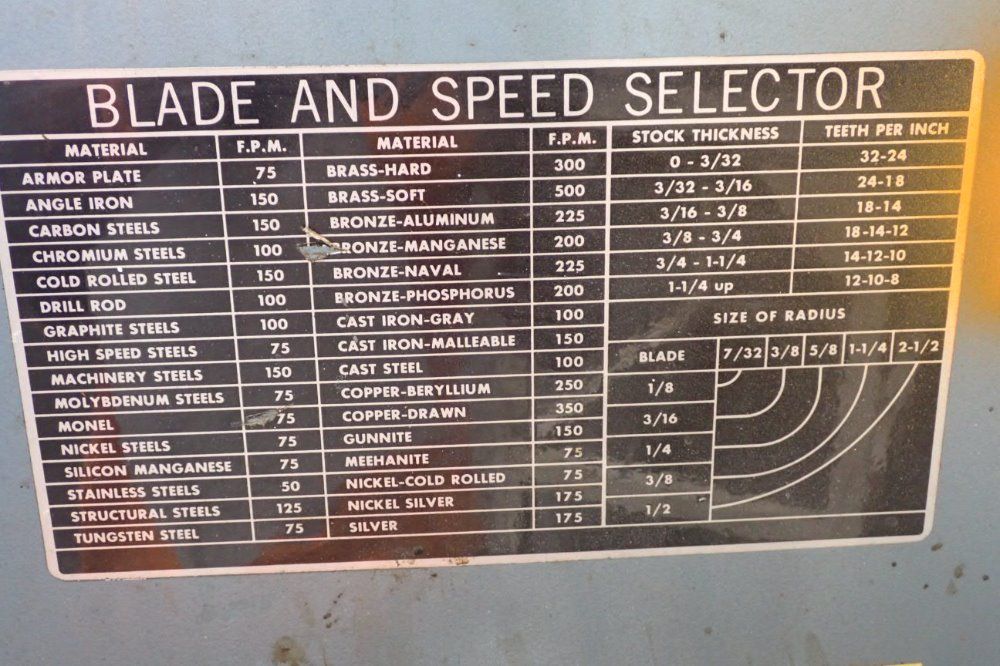 BLADE AND SPEED SELECTOR
MATERIAL F.P.M. MATERIAL F.P.M. STOCK THICKNESS TEETH PER INCH
ARMOR PLATE 75 BRASS-HARD 300 0 - 3/32 32-24
ANGLE IRON 150 BRASS-SOFT 500 3/32 - 3/16 24-18
CARBON STEELS 150 BRONZE-ALUMINUM 225 3/16 - 3/8 18-14
CHROMIUM STEELS 100 BRONZE-MANGANESE 200 3/8 - 3/4 18-14-12
COLD ROLLED STEEL 150 BRONZE-NAVAL 225 3/4 - 1-1/4 14-12-10
DRILL ROD 100 BRONZE-PHOSPHORUS 200 1-1/4 up 12-10-8
GRAPHITE STEELS 100 CAST IRON-GRAY 100 SIZE OF RADIUS
HIGH SPEED STEELS 75 CAST IRON-MALLEABLE 150 BLADE 7/32 3/8 5/8 1-1/4 2-1/2
MACHINERY STEELS 150 CAST STEEL 100 1/8
MOLYBDENUM STEELS 75 COPPER-BERYLLIUM 250
MONEL 75 COPPER-DRAWN 350 3/16
NICKEL STEELS 75 GUNNITE 150 1/4
SILICON MANGANESE 75 MEEHANITE 75
STAINLESS STEELS 50 NICKEL-COLD ROLLED 75 3/8
STRUCTURAL STEELS 125 NICKEL SILVER 175 1/2
TUNGSTEN STEEL 75 SILVER 175